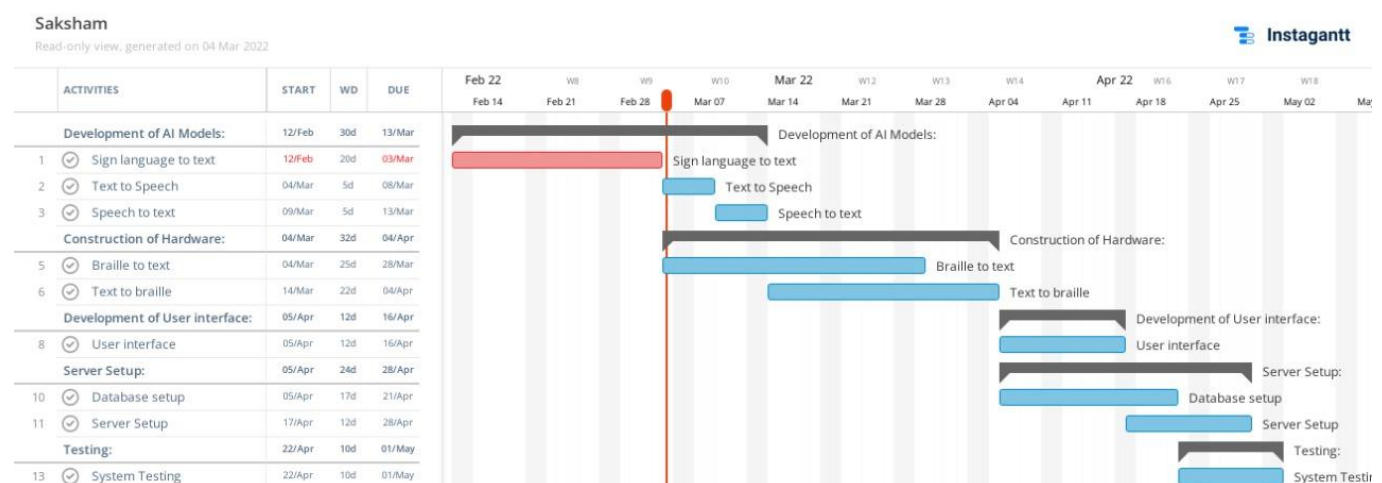 Saksham
Read-only view, generated on 04 Mar 2022
Instagantt
ACTIVITIES START WD DUE
Feb 22 W8 W9 W10 Mar 22 W12 W13 W14 Apr 22 W16 W17 W18
Feb 14 Feb 21 Feb 28 Mar 07 Mar 14 Mar 21 Mar 28 Apr 04 Apr 11 Apr 18 Apr 25 May 02 May
Development of AI Models: 12/Feb 30d 13/Mar Development of AI Models:
1 Sign language to text 12/Feb 20d 03/Mar Sign language to text
2 Text to Speech 04/Mar 5d 08/Mar Text to Speech
3 Speech to text 09/Mar 5d 13/Mar Speech to text
Construction of Hardware: 04/Mar 32d 04/Apr Construction of Hardware:
5 Braille to text 04/Mar 25d 28/Mar Braille to text
6 Text to braille 14/Mar 22d 04/Apr Text to braille
Development of User interface: 05/Apr 12d 16/Apr Development of User interface:
8 User interface 05/Apr 12d 16/Apr User interface
Server Setup: 05/Apr 24d 28/Apr Server Setup:
10 Database setup 05/Apr 17d 21/Apr Database setup
11 Server Setup 17/Apr 12d 28/Apr Server Setup
Testing: 22/Apr 10d 01/May Testing:
13 System Testing 22/Apr 10d 01/May System Testin